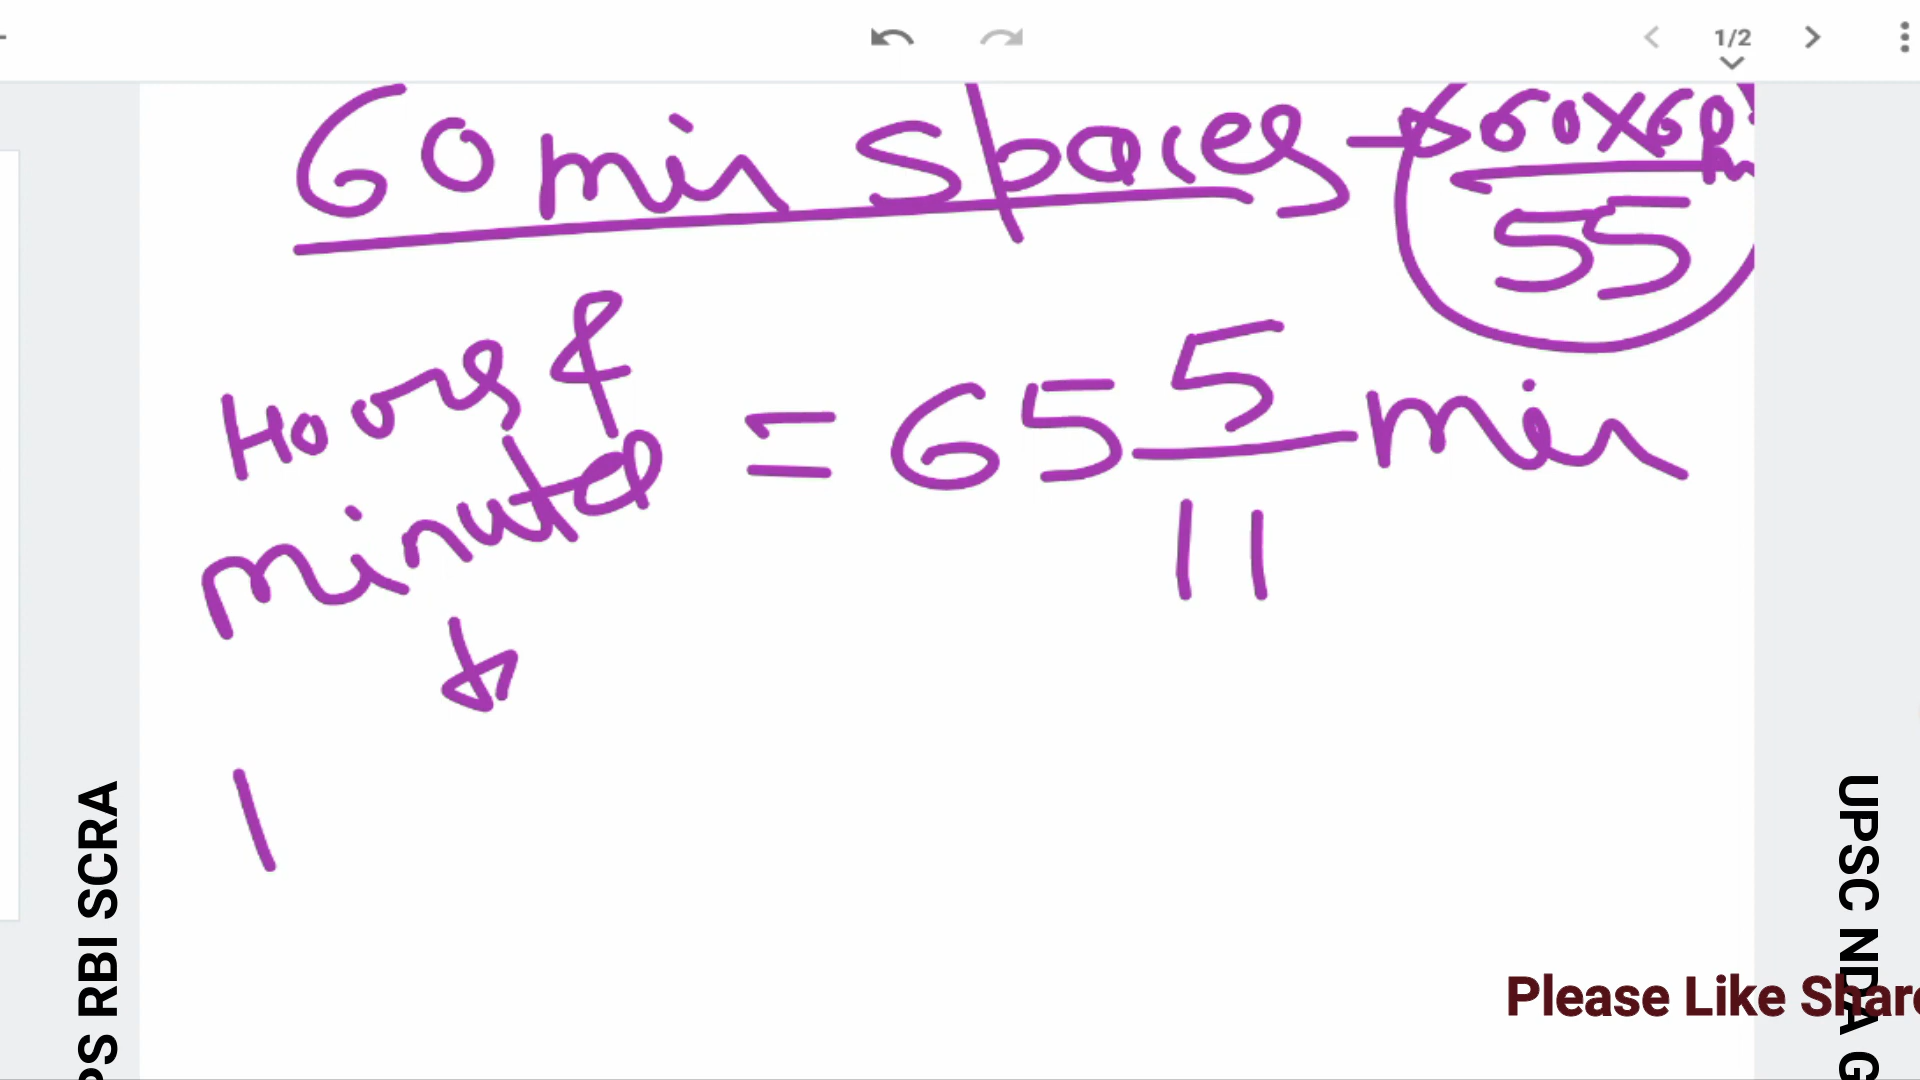 1/2
60 min spaces → 60×60
55
Hours &
minutes = 65 5/11 min
PS RBI SCRA
UPSC NDA G
Please Like Share